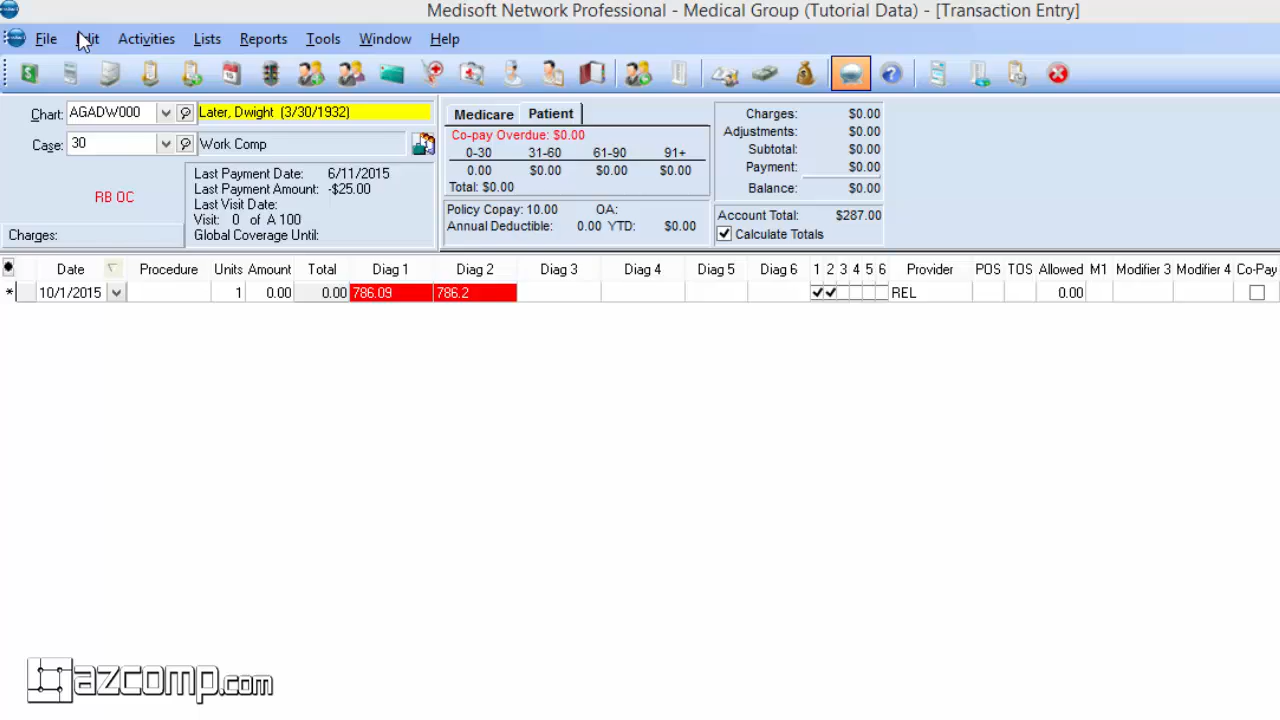 Medisoft Network Professional - Medical Group (Tutorial Data) - [Transaction Entry]
File Activities Lists Reports Tools Window Help
Chart: AGADW000 Later, Dwight (3/30/1932)
Case: 30 Work Comp
RB OC
Charges:
Last Payment Date: 6/11/2015
Last Payment Amount: -$25.00
Last Visit Date:
Visit: 0 of A 100
Global Coverage Until:
Medicare Patient
Co-pay Overdue: $0.00
0-30 31-60 61-90 91+
0.00 $0.00 $0.00 $0.00
Total: $0.00
Policy Copay: 10.00 OA:
Annual Deductible: 0.00 YTD: $0.00
Charges: $0.00
Adjustments: $0.00
Subtotal: $0.00
Payment: $0.00
Balance: $0.00
Account Total: $287.00
Calculate Totals
Date Procedure Units Amount Total Diag 1 Diag 2 Diag 3 Diag 4 Diag 5 Diag 6 1 2 3 4 5 6 Provider POS TOS Allowed M1 Modifier 3 Modifier 4 Co-Pay
* 10/1/2015 1 0.00 0.00 786.09 786.2 REL 0.00
azcomp.com